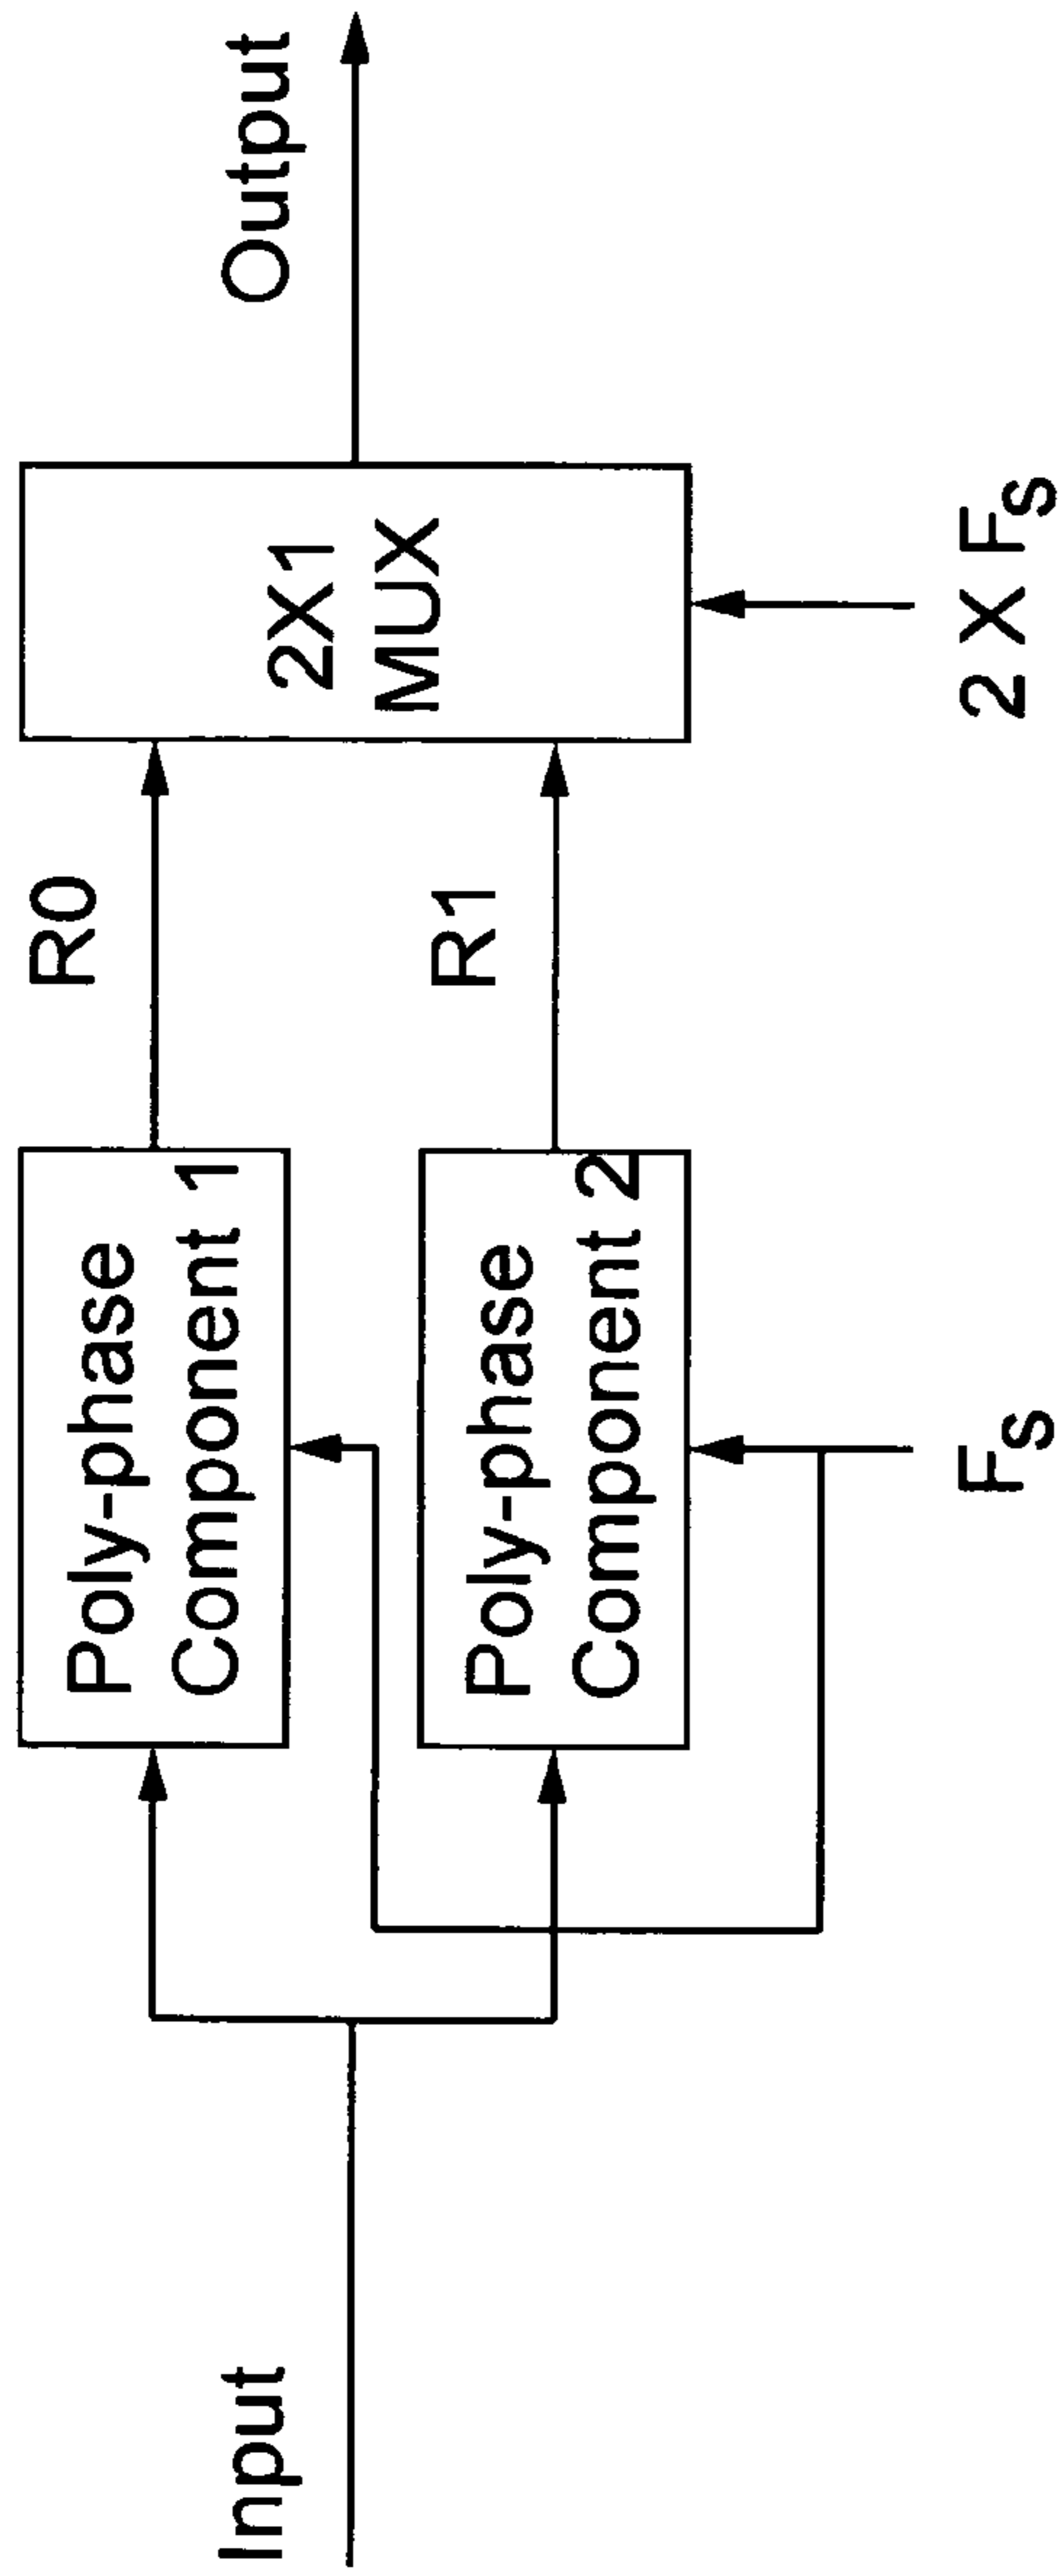 Input
Poly-phase
Component 1
Poly-phase
Component 2
Fs
R0
R1
2X1
MUX
2 X Fs
Output